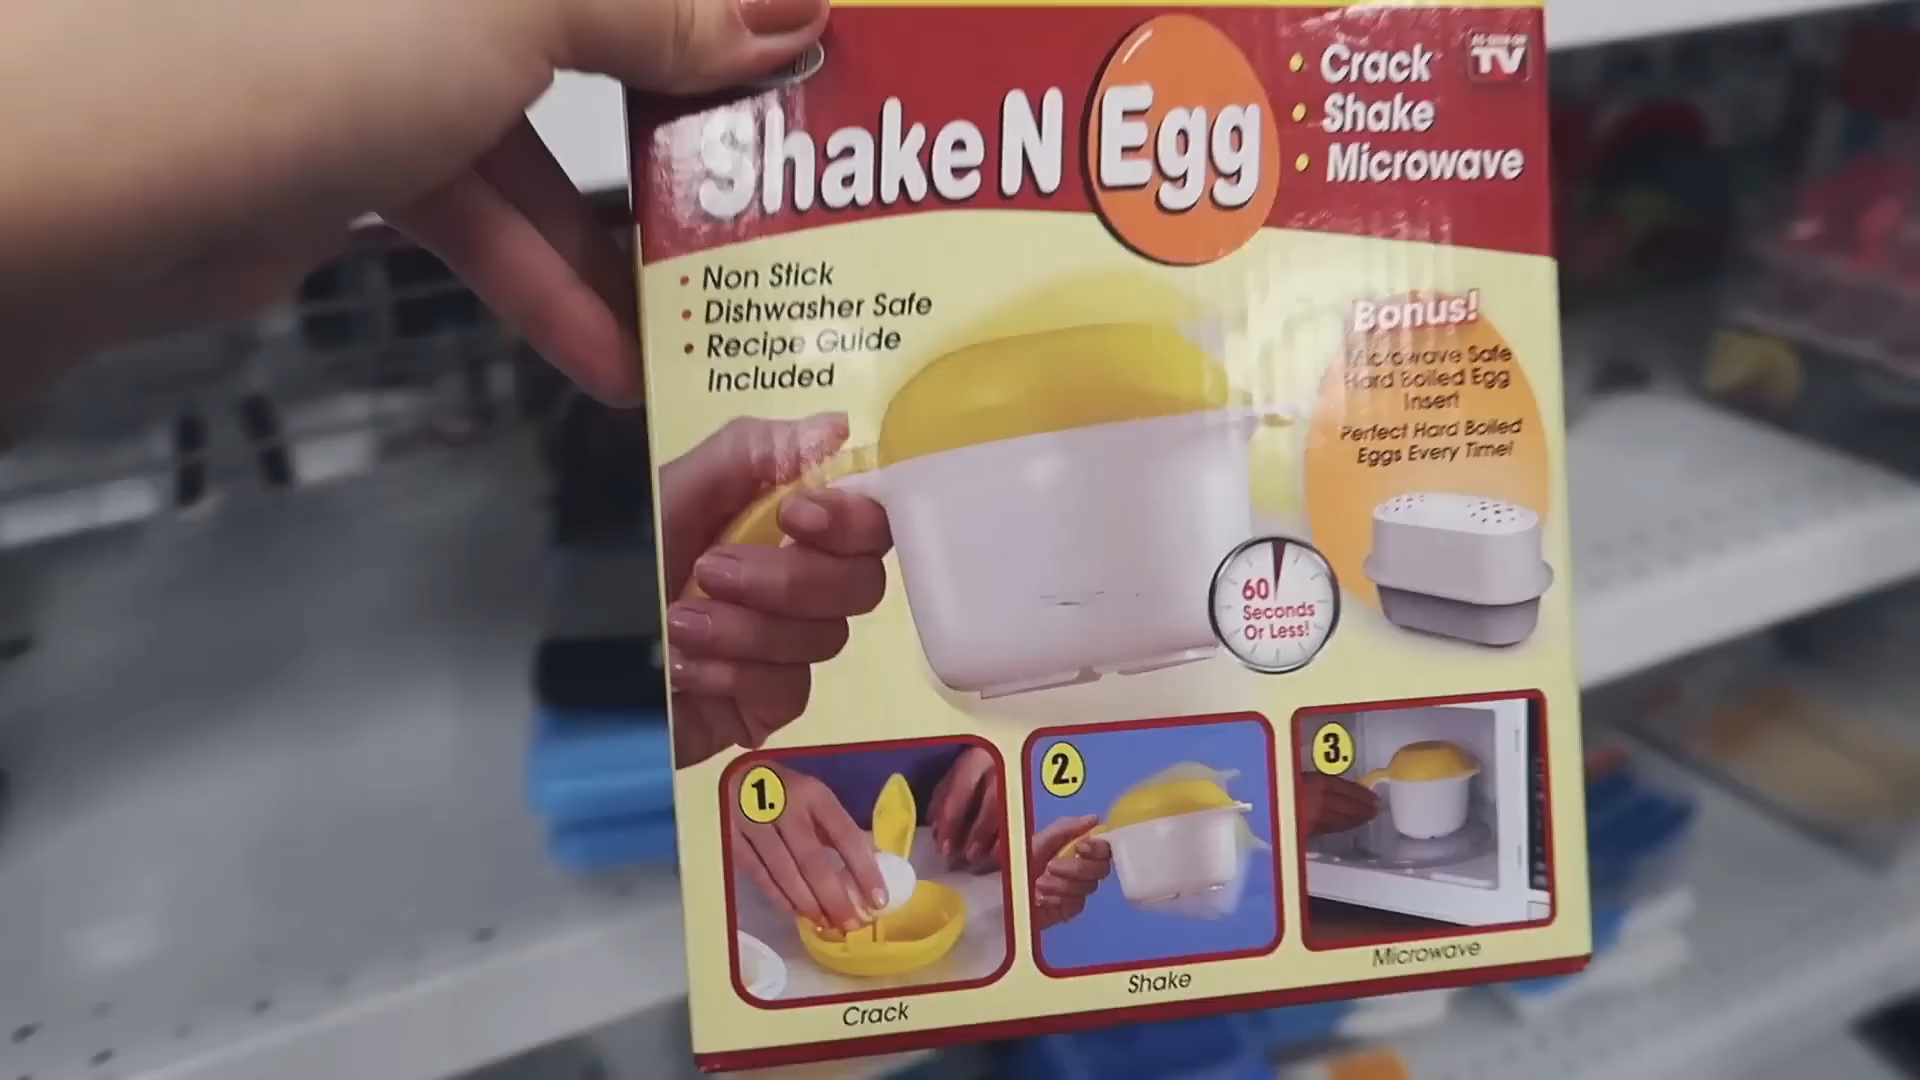 Shake N Egg
• Crack
• Shake
• Microwave
AS SEEN ON
TV
• Non Stick
• Dishwasher Safe
• Recipe Guide
Included
Bonus!
Microwave Safe
Hard Boiled Egg
Insert
Perfect Hard Boiled
Eggs Every Time!
60
Seconds
Or Less!
1.
2.
3.
Crack
Shake
Microwave